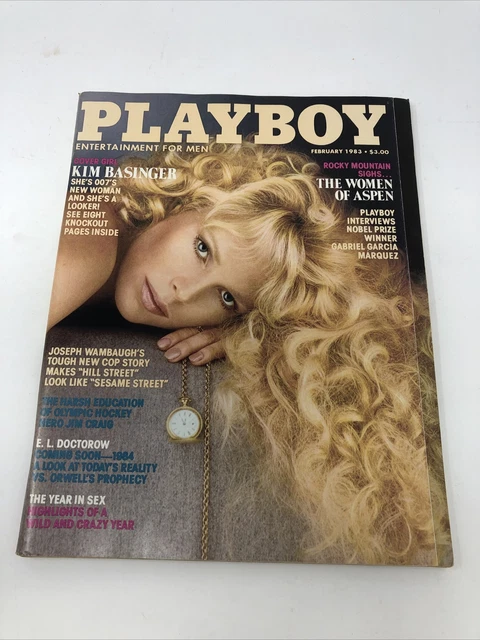 PLAYBOY
ENTERTAINMENT FOR MEN
FEBRUARY 1983 • $3.00
COVER GIRL
KIM BASINGER
SHE'S 007'S
NEW WOMAN
AND SHE'S A
LOOKER!
SEE EIGHT
KNOCKOUT
PAGES INSIDE
ROCKY MOUNTAIN
SIGHS...
THE WOMEN
OF ASPEN
PLAYBOY
INTERVIEWS
NOBEL PRIZE
WINNER
GABRIEL GARCIA
MARQUEZ
JOSEPH WAMBAUGH'S
TOUGH NEW COP STORY
MAKES "HILL STREET"
LOOK LIKE "SESAME STREET"
THE HARSH EDUCATION
OF OLYMPIC HOCKEY
HERO JIM CRAIG
E. L. DOCTOROW
COMING SOON—1984
A LOOK AT TODAY'S REALITY
VS. ORWELL'S PROPHECY
THE YEAR IN SEX
HIGHLIGHTS OF A
WILD AND CRAZY YEAR